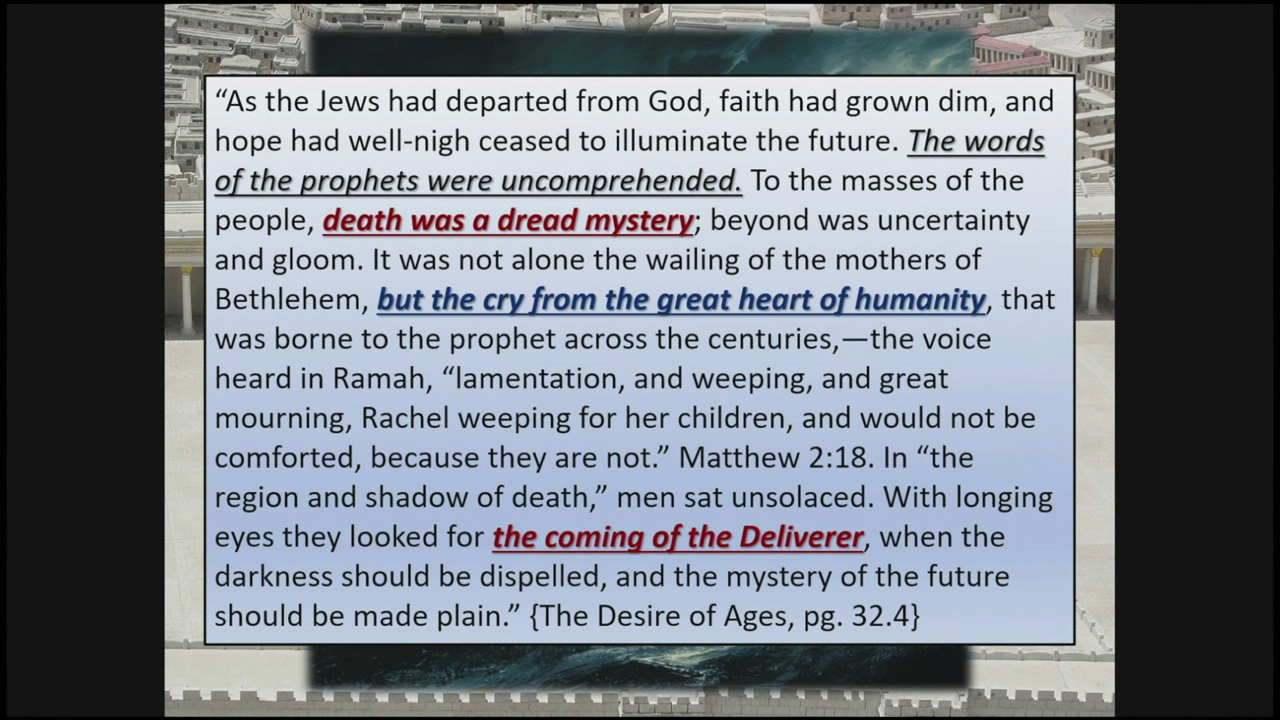 “As the Jews had departed from God, faith had grown dim, and
hope had well-nigh ceased to illuminate the future. The words
of the prophets were uncomprehended. To the masses of the
people, death was a dread mystery; beyond was uncertainty
and gloom. It was not alone the wailing of the mothers of
Bethlehem, but the cry from the great heart of humanity, that
was borne to the prophet across the centuries,—the voice
heard in Ramah, “lamentation, and weeping, and great
mourning, Rachel weeping for her children, and would not be
comforted, because they are not.” Matthew 2:18. In “the
region and shadow of death,” men sat unsolaced. With longing
eyes they looked for the coming of the Deliverer, when the
darkness should be dispelled, and the mystery of the future
should be made plain.” {The Desire of Ages, pg. 32.4}